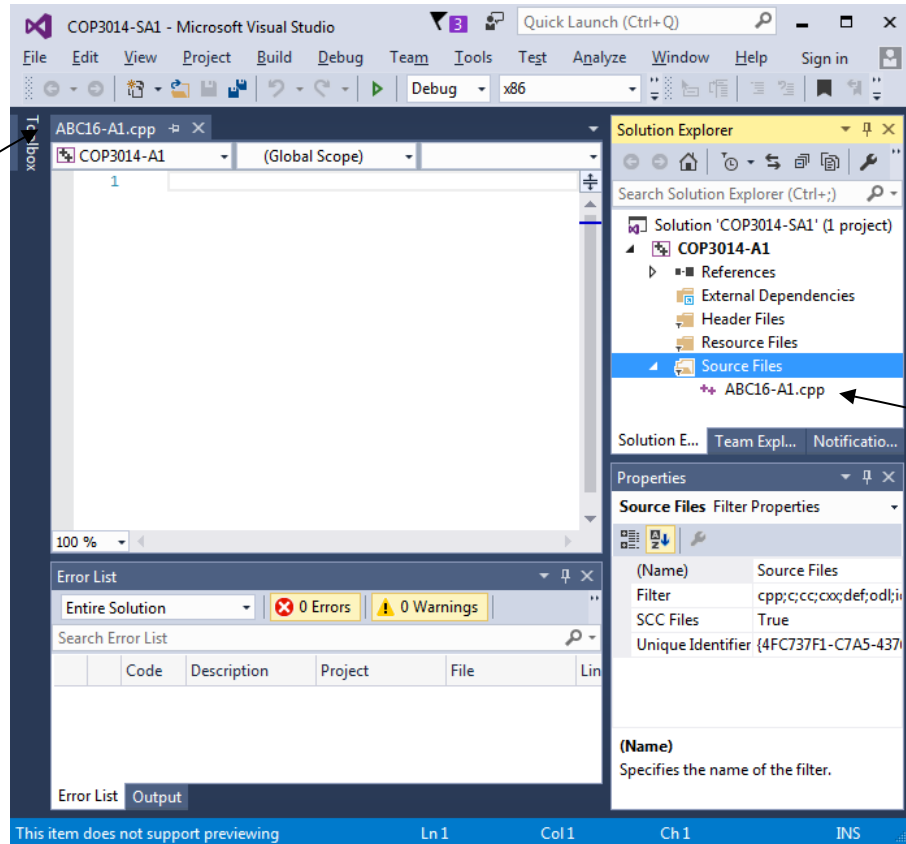 COP3014-SA1 - Microsoft Visual Studio
3
Quick Launch (Ctrl+Q)
File Edit View Project Build Debug Team Tools Test Analyze Window Help Sign in
Debug x86
Toolbox
ABC16-A1.cpp
COP3014-A1 (Global Scope)
1
100 %
Error List
Entire Solution 0 Errors 0 Warnings
Search Error List
Code Description Project File Lin
Error List Output
Solution Explorer
Search Solution Explorer (Ctrl+;)
Solution 'COP3014-SA1' (1 project)
COP3014-A1
References
External Dependencies
Header Files
Resource Files
Source Files
ABC16-A1.cpp
Solution E... Team Expl... Notificatio...
Properties
Source Files Filter Properties
(Name) Source Files
Filter cpp;c;cc;cxx;def;odl;i
SCC Files True
Unique Identifier {4FC737F1-C7A5-437
(Name)
Specifies the name of the filter.
This item does not support previewing Ln 1 Col 1 Ch 1 INS